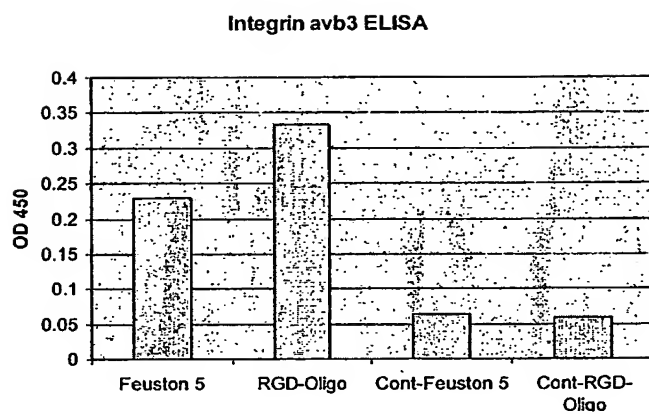 Integrin avb3 ELISA
0.4
0.35
0.3
0.25
0.2
0.15
0.1
0.05
0
OD 450
Feuston 5
RGD-Oligo
Cont-Feuston 5
Cont-RGD-
Oligo